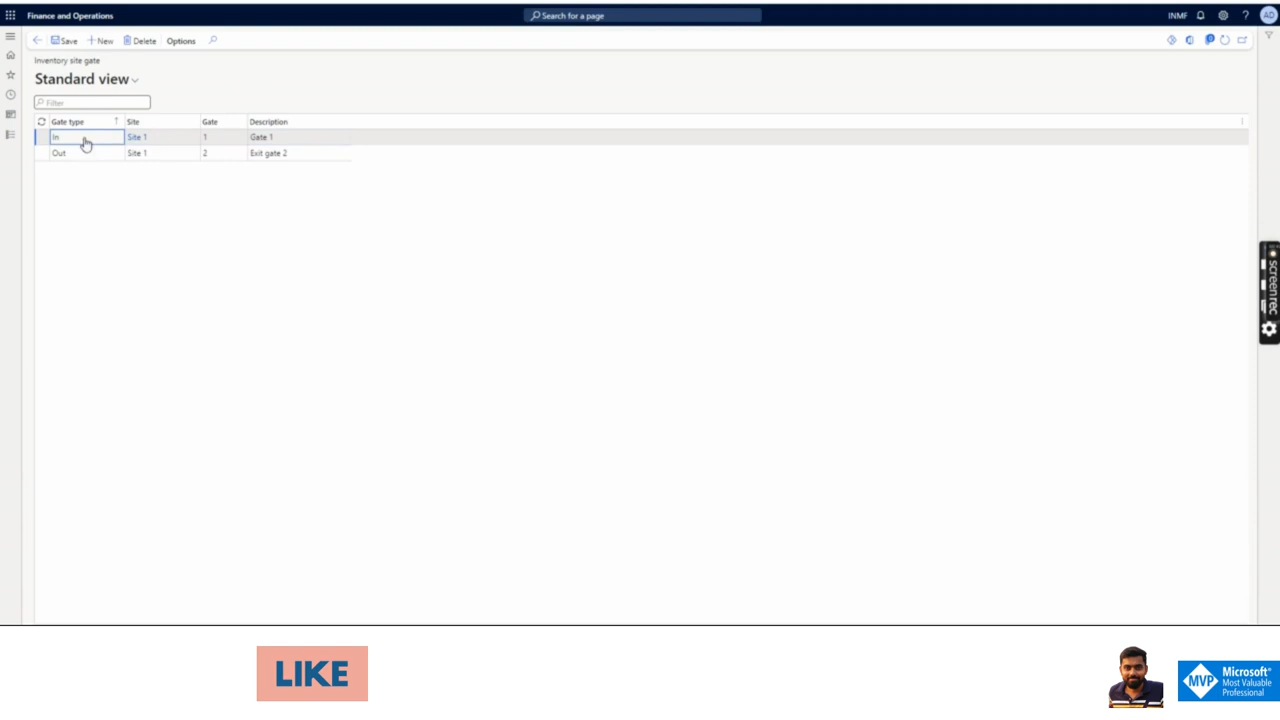 Finance and Operations
Search for a page
INMF
?
AD
Save
New
Delete
Options
Inventory site gate
Standard view
Filter
Gate type ↑ Site Gate Description
In Site 1 1 Gate 1
Out Site 1 2 Exit gate 2
screenrec
LIKE
MVP
Microsoft®
Most Valuable
Professional